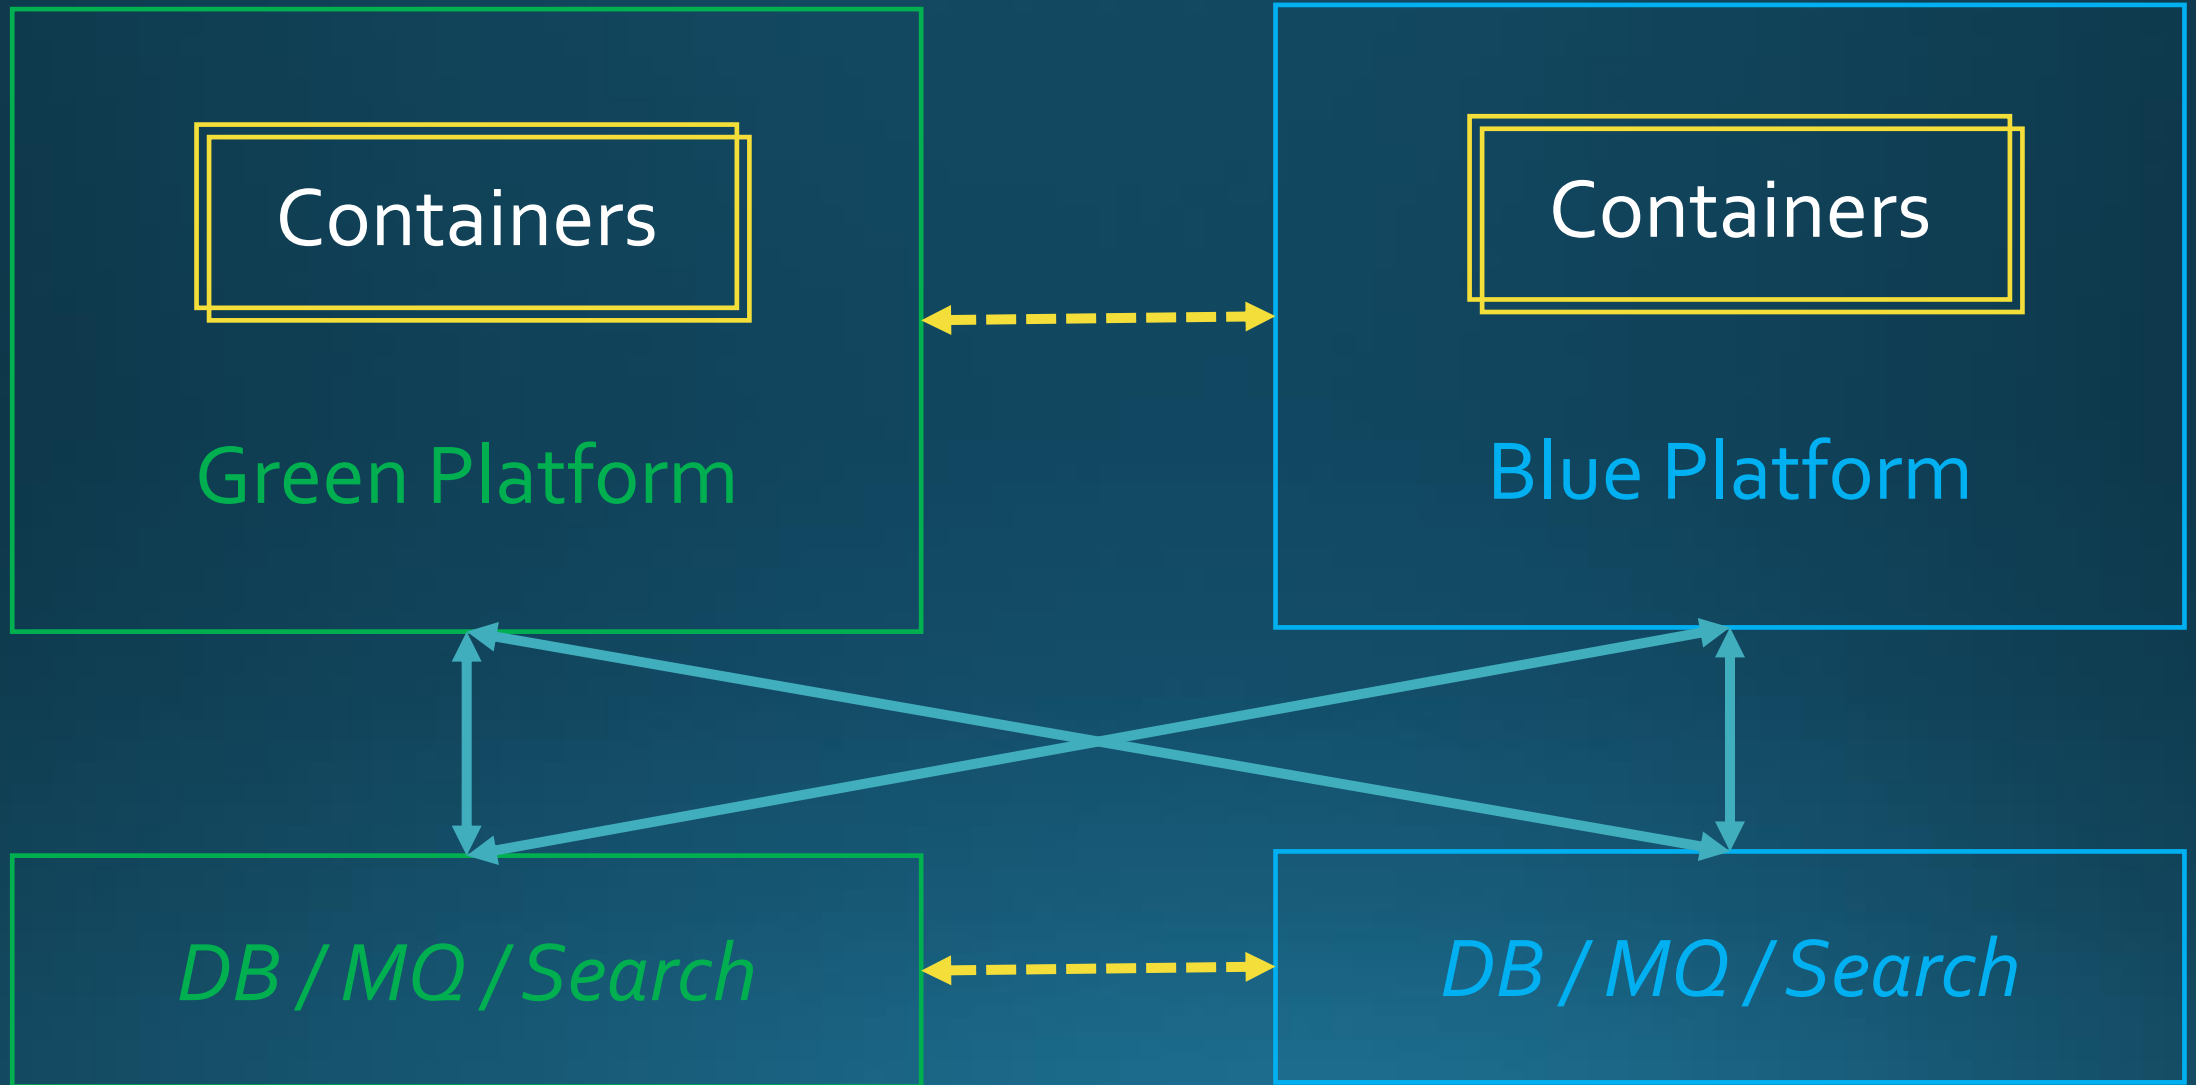 Containers
Containers
Green Platform
Blue Platform
DB / MQ / Search
DB / MQ / Search